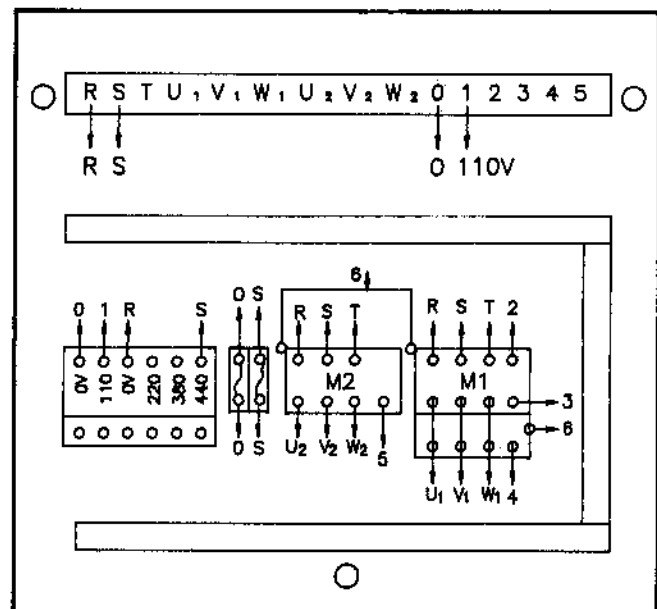 R S T U₁ V₁ W₁ U₂ V₂ W₂ 0 1 2 3 4 5
R S 0 110V
6
0 1 R S 0 S R S T R S T 2
0V 110 0V 220 380 440
M2 M1
3
6
0 S U₂ V₂ W₂ 5 U₁ V₁ W₁ 4